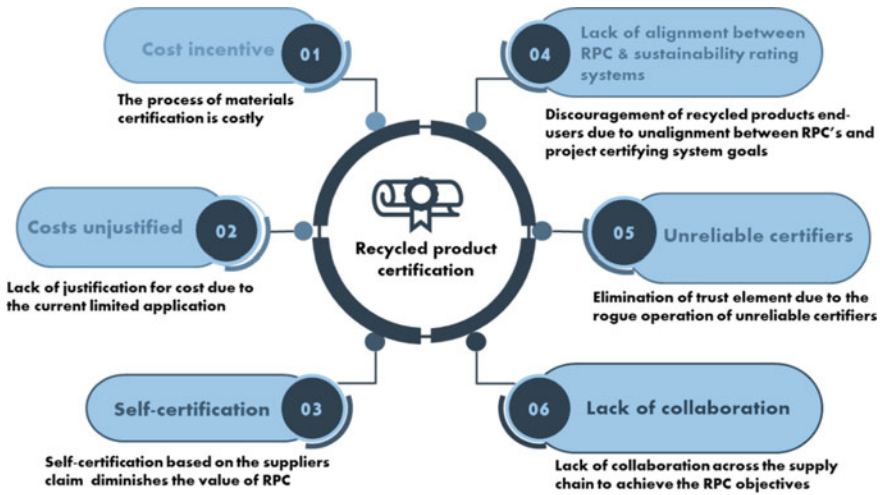 Cost incentive
01
The process of materials
certification is costly
Costs unjustified
02
Lack of justification for cost due to
the current limited application
Self-certification
03
Self-certification based on the suppliers
claim diminishes the value of RPC
Recycled product
certification
04
Lack of alignment between
RPC & sustainability rating
systems
Discouragement of recycled products end-
users due to unalignment between RPC's and
project certifying system goals
05
Unreliable certifiers
Elimination of trust element due to the
rogue operation of unreliable certifiers
06
Lack of collaboration
Lack of collaboration across the supply
chain to achieve the RPC objectives